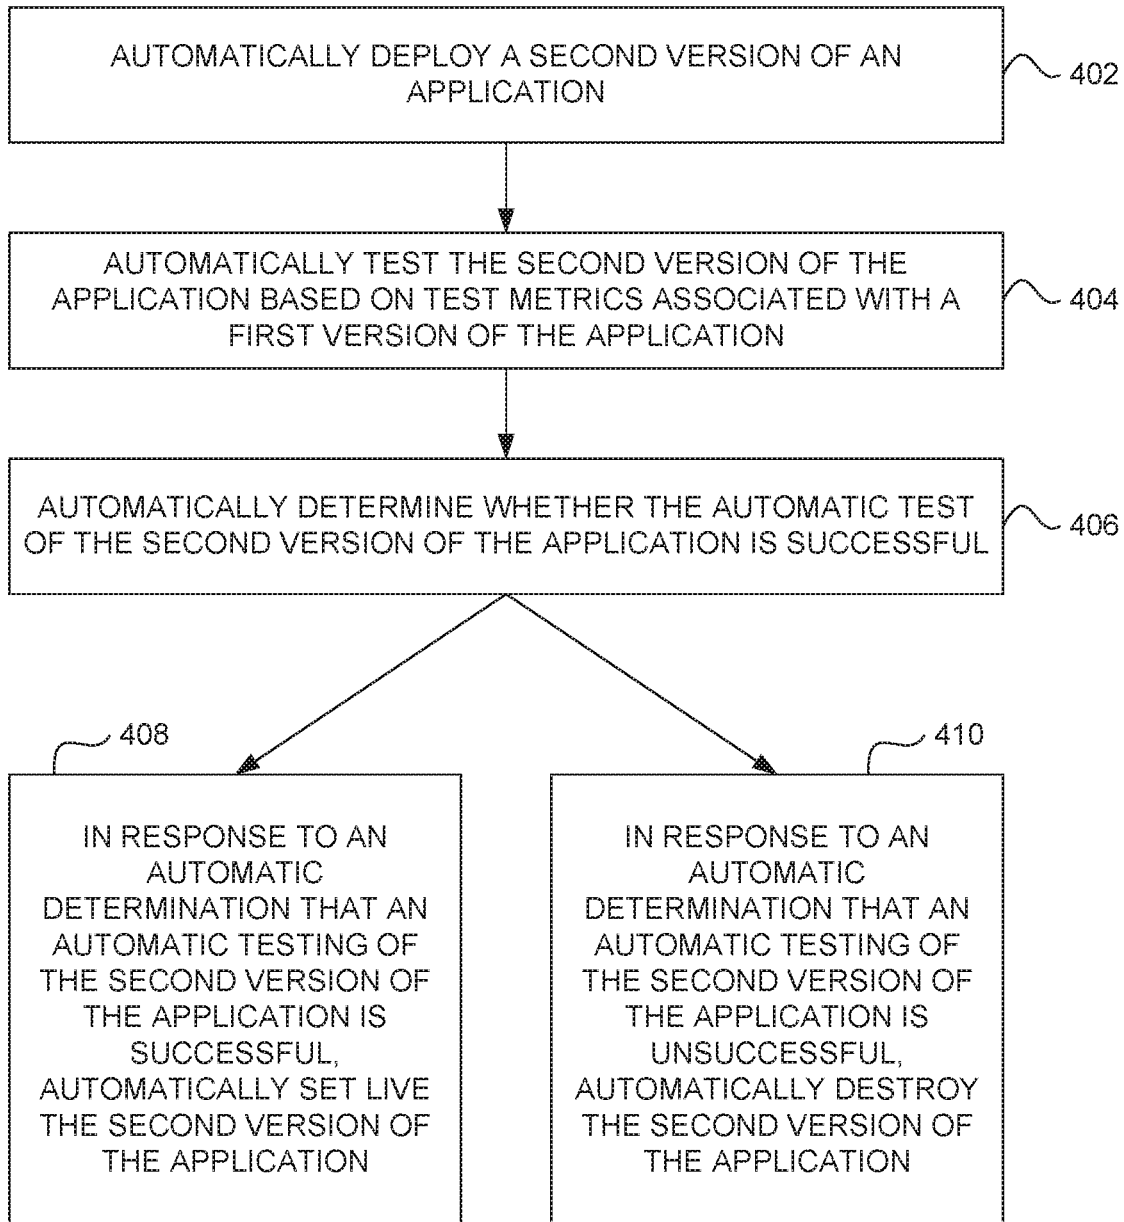 AUTOMATICALLY DEPLOY A SECOND VERSION OF AN
APPLICATION
402
AUTOMATICALLY TEST THE SECOND VERSION OF THE
APPLICATION BASED ON TEST METRICS ASSOCIATED WITH A
FIRST VERSION OF THE APPLICATION
404
AUTOMATICALLY DETERMINE WHETHER THE AUTOMATIC TEST
OF THE SECOND VERSION OF THE APPLICATION IS SUCCESSFUL
406
408
IN RESPONSE TO AN
AUTOMATIC
DETERMINATION THAT AN
AUTOMATIC TESTING OF
THE SECOND VERSION OF
THE APPLICATION IS
SUCCESSFUL,
AUTOMATICALLY SET LIVE
THE SECOND VERSION OF
THE APPLICATION
410
IN RESPONSE TO AN
AUTOMATIC
DETERMINATION THAT AN
AUTOMATIC TESTING OF
THE SECOND VERSION OF
THE APPLICATION IS
UNSUCCESSFUL,
AUTOMATICALLY DESTROY
THE SECOND VERSION OF
THE APPLICATION